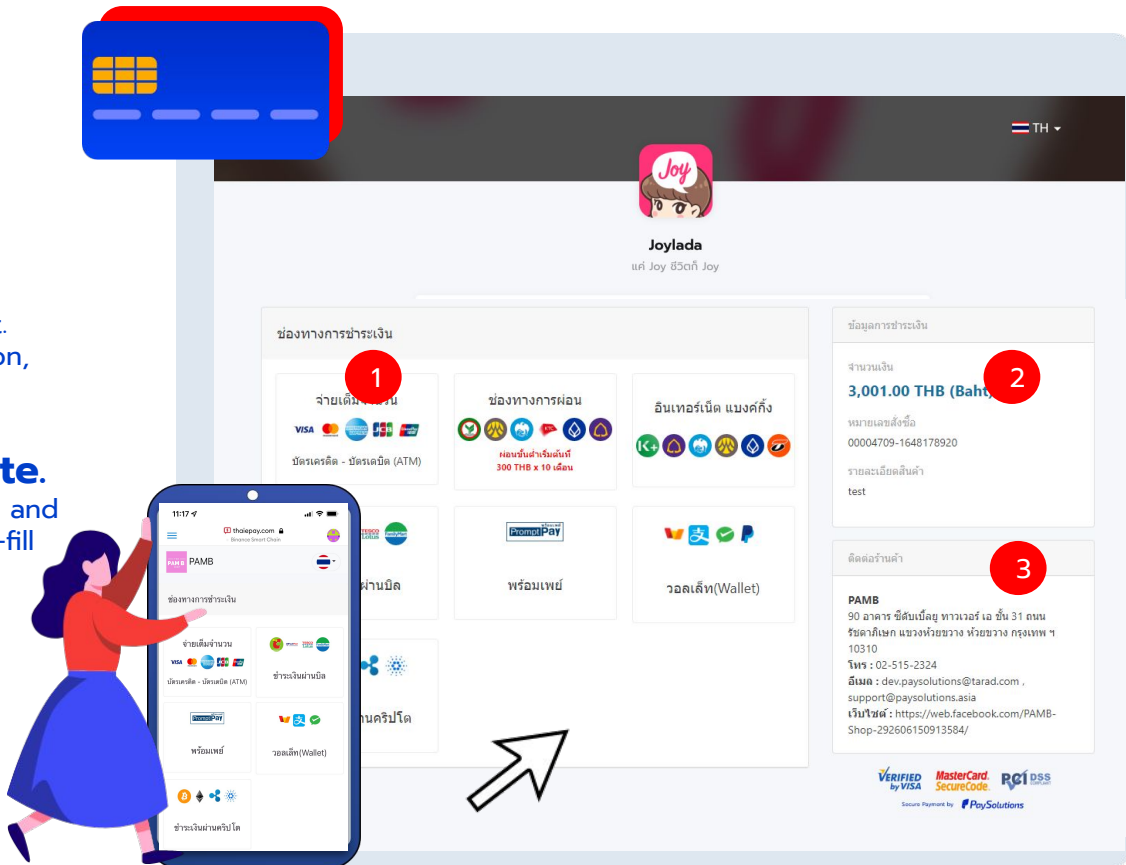 TH
Joy
Joylada
แค่ Joy ชีวิตก็ Joy
on,
te.
and
-fill
ช่องทางการชำระเงิน
1
จ่ายเต็มจำนวน
VISA
JCB
บัตรเครดิต - บัตรเดบิต (ATM)
ช่องทางการผ่อน
ผ่อนขั้นต่ำเริ่มต้นที่
300 THB x 10 เดือน
อินเทอร์เน็ต แบงค์กิ้ง
K+
TESCO
Lotus
FamilyMart
ผ่านบิล
PromptPay
พร้อมเพย์
วอลเล็ท(Wallet)
านคริปโต
ข้อมูลการชำระเงิน
จำนวนเงิน
2
3,001.00 THB (Baht)
หมายเลขสั่งซื้อ
00004709-1648178920
รายละเอียดสินค้า
test
ติดต่อร้านค้า
3
PAMB
90 อาคาร ซีดับเบิ้ลยู ทาวเวอร์ เอ ชั้น 31 ถนน
รัชดาภิเษก แขวงห้วยขวาง ห้วยขวาง กรุงเทพ ฯ
10310
โทร : 02-515-2324
อีเมล : dev.paysolutions@tarad.com ,
support@paysolutions.asia
เว็บไซต์ : https://web.facebook.com/PAMB-
Shop-292606150913584/
VERIFIED by VISA
MasterCard. SecureCode.
PCI DSS COMPLIANT
Secure Payment by PaySolutions
11:17
thaiepay.com
Binance Smart Chain
PAM B
PAMB
ช่องทางการชำระเงิน
จ่ายเต็มจำนวน
VISA
JCB
บัตรเครดิต - บัตรเดบิต (ATM)
ชำระเงินผ่านบิล
PromptPay
พร้อมเพย์
วอลเล็ท(Wallet)
ชำระเงินผ่านคริปโต